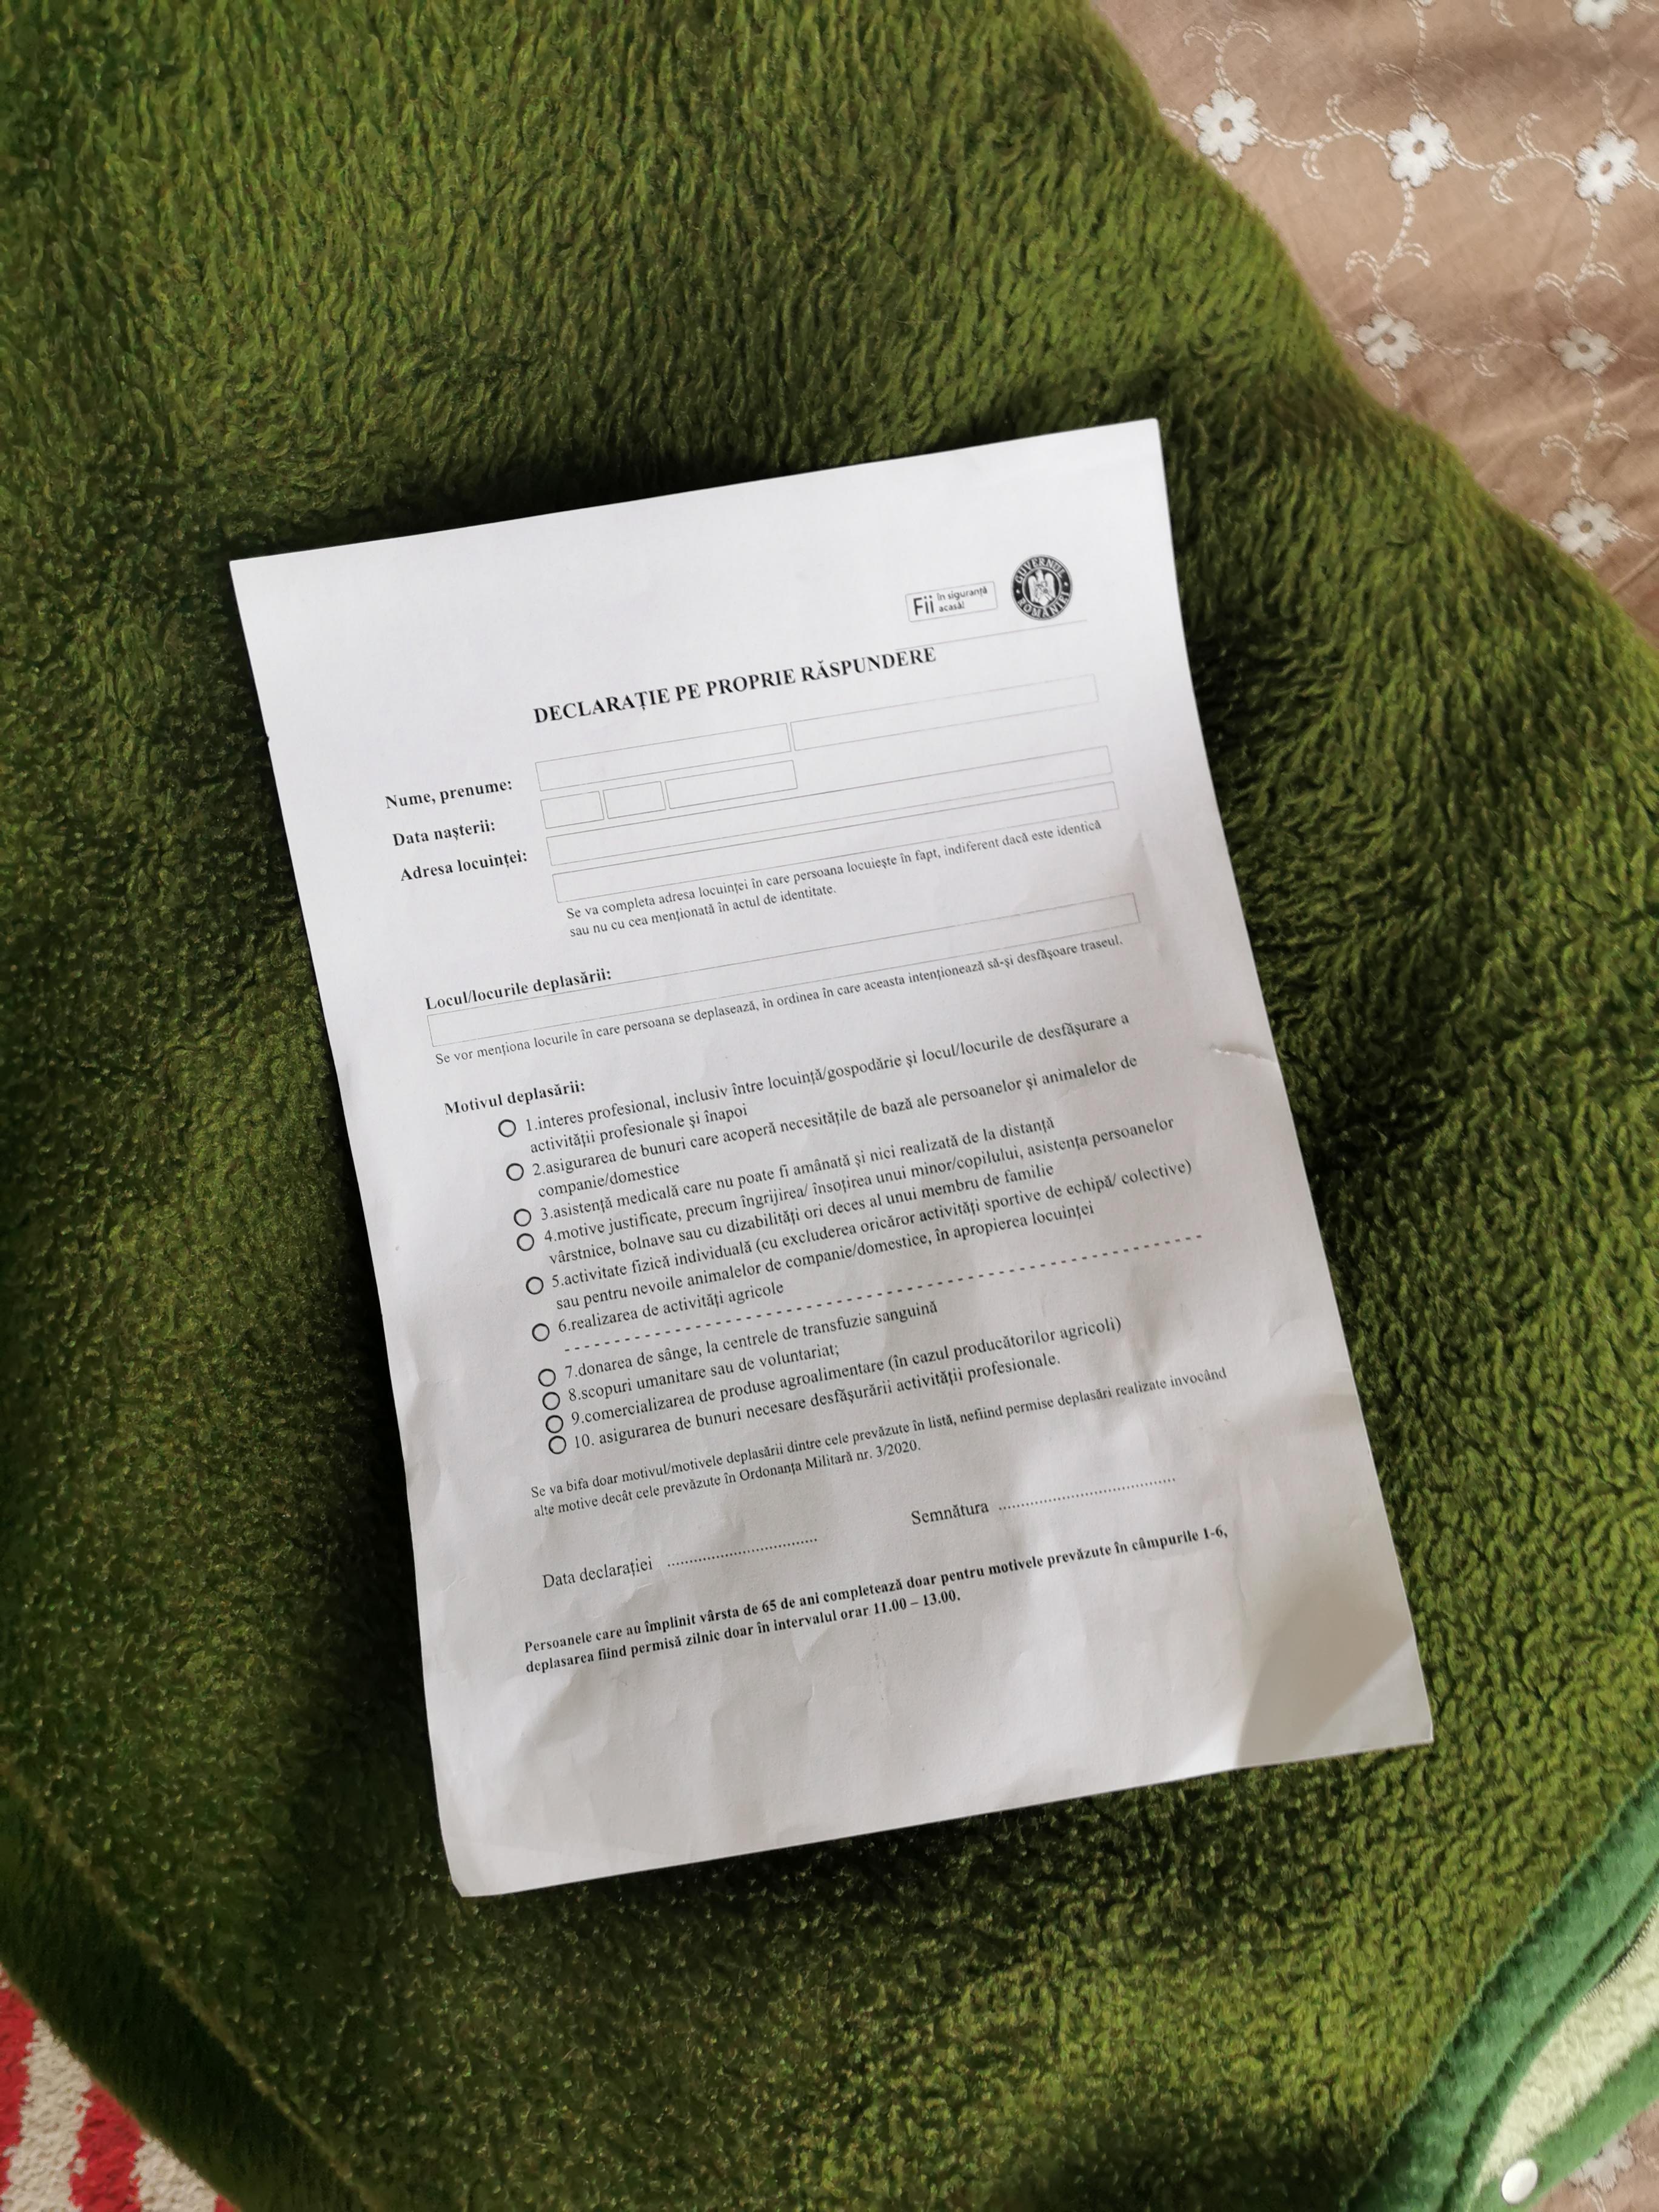 Fii în siguranță
acasă!
GUVERNUL ROMÂNIEI
DECLARAȚIE PE PROPRIE RĂSPUNDERE
Nume, prenume:
Data nașterii:
Adresa locuinței:
Se va completa adresa locuinței în care persoana locuiește în fapt, indiferent dacă este identică
sau nu cu cea menționată în actul de identitate.
Locul/locurile deplasării:
Se vor menționa locurile în care persoana se deplasează, în ordinea în care aceasta intenționează să-și desfășoare traseul.
Motivul deplasării:
1.interes profesional, inclusiv între locuință/gospodărie și locul/locurile de desfășurare a
activității profesionale și înapoi
2.asigurarea de bunuri care acoperă necesitățile de bază ale persoanelor și animalelor de
companie/domestice
3.asistență medicală care nu poate fi amânată și nici realizată de la distanță
4.motive justificate, precum îngrijirea/ însoțirea unui minor/copilului, asistența persoanelor
vârstnice, bolnave sau cu dizabilități ori deces al unui membru de familie
5.activitate fizică individuală (cu excluderea oricăror activități sportive de echipă/ colective)
sau pentru nevoile animalelor de companie/domestice, în apropierea locuinței
6.realizarea de activități agricole
7.donarea de sânge, la centrele de transfuzie sanguină
8.scopuri umanitare sau de voluntariat;
9.comercializarea de produse agroalimentare (în cazul producătorilor agricoli)
10. asigurarea de bunuri necesare desfășurării activității profesionale.
Se va bifa doar motivul/motivele deplasării dintre cele prevăzute în listă, nefiind permise deplasări realizate invocând
alte motive decât cele prevăzute în Ordonanța Militară nr. 3/2020.
Data declarației ................................... Semnătura .........................................
Persoanele care au împlinit vârsta de 65 de ani completează doar pentru motivele prevăzute în câmpurile 1-6,
deplasarea fiind permisă zilnic doar în intervalul orar 11.00 – 13.00.